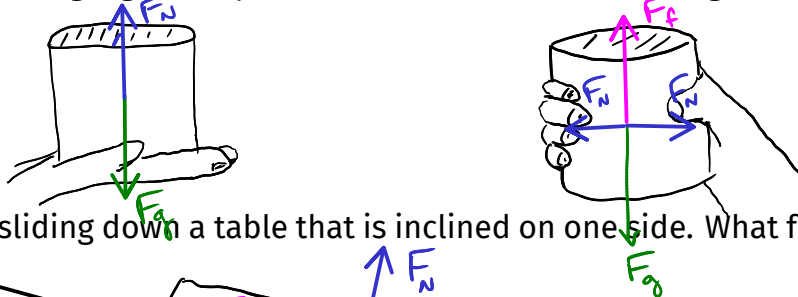 F_N F_f
F_N F_N
F_g
sliding down a table that is inclined on one side. What f
F_g
F_N